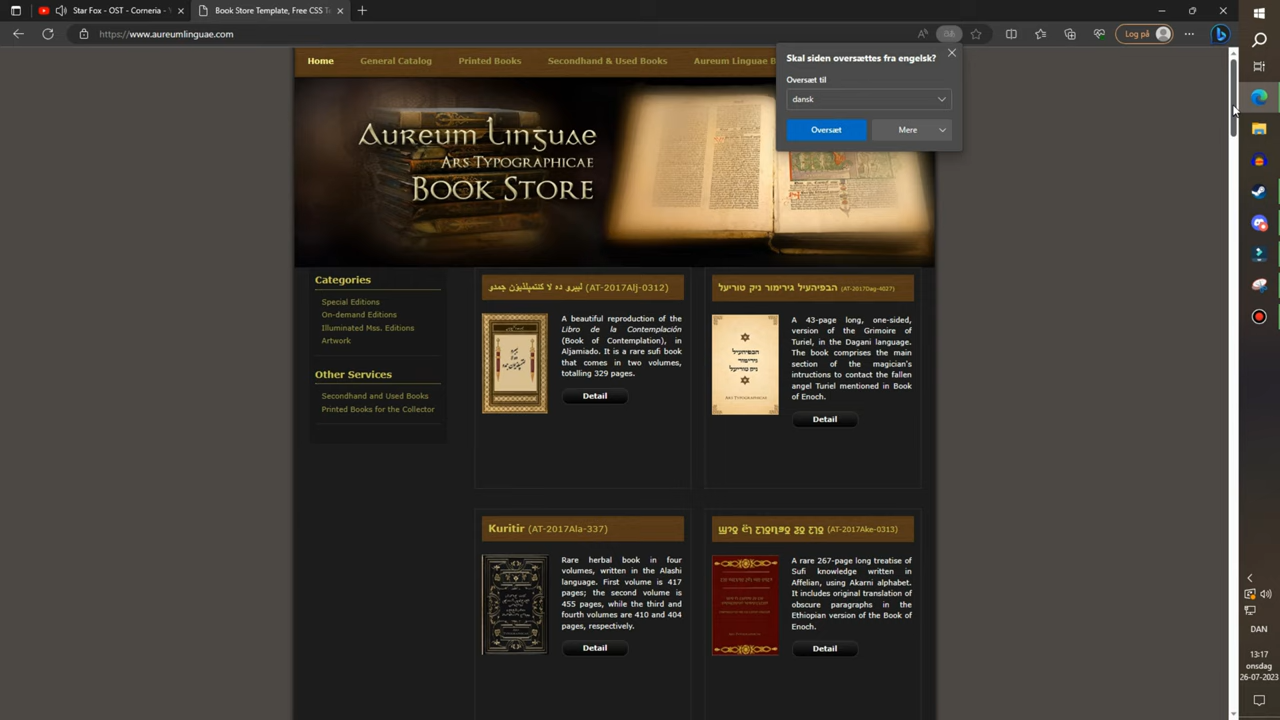 Star Fox - OST - Corneria -
Book Store Template, Free CSS T
https://www.aureumlinguae.com
Log på
Skal siden oversættes fra engelsk?
Oversæt til
dansk
Oversæt
Mere
Home
General Catalog
Printed Books
Secondhand & Used Books
Aureum Linguae B
Aureum Linguae
Ars Typographicae
Book Store
Categories
Special Editions
On-demand Editions
Illuminated Mss. Editions
Artwork
Other Services
Secondhand and Used Books
Printed Books for the Collector
ليبرو ده لا كنتمپلثيؤن جمدو (AT-2017Alj-0312)
A beautiful reproduction of the
Libro de la Contemplación
(Book of Contemplation), in
Aljamiado. It is a rare sufi book
that comes in two volumes,
totalling 329 pages.
Detail
הבפיהעיל גירימור ניק טוריעל (AT-2017Dag-4027)
A 43-page long, one-sided,
version of the Grimoire of
Turiel, in the Dagani language.
The book comprises the main
section of the magician's
intructions to contact the fallen
angel Turiel mentioned in Book
of Enoch.
Detail
Kuritir (AT-2017Ala-337)
Rare herbal book in four
volumes, written in the Alashi
language. First volume is 417
pages; the second volume is
455 pages, while the third and
fourth volumes are 410 and 404
pages, respectively.
Detail
(AT-2017Ake-0313)
A rare 267-page long treatise of
Sufi knowledge written in
Affelian, using Akarni alphabet.
It includes original translation of
obscure paragraphs in the
Ethiopian version of the Book of
Enoch.
Detail
DAN
13:17
onsdag
26-07-2023